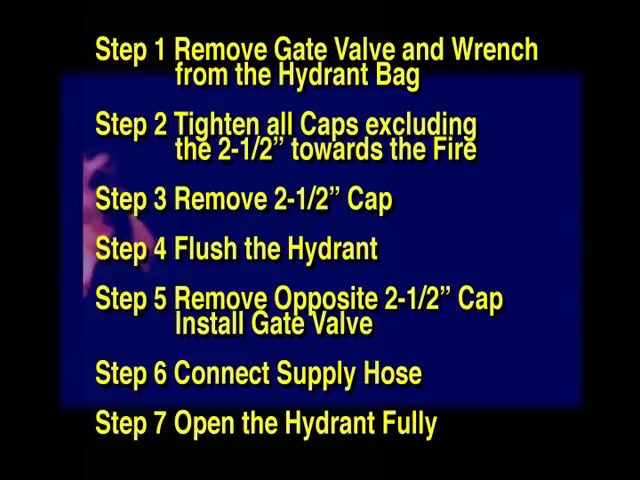 Step 1 Remove Gate Valve and Wrench
from the Hydrant Bag
Step 2 Tighten all Caps excluding
the 2-1/2” towards the Fire
Step 3 Remove 2-1/2” Cap
Step 4 Flush the Hydrant
Step 5 Remove Opposite 2-1/2” Cap
Install Gate Valve
Step 6 Connect Supply Hose
Step 7 Open the Hydrant Fully